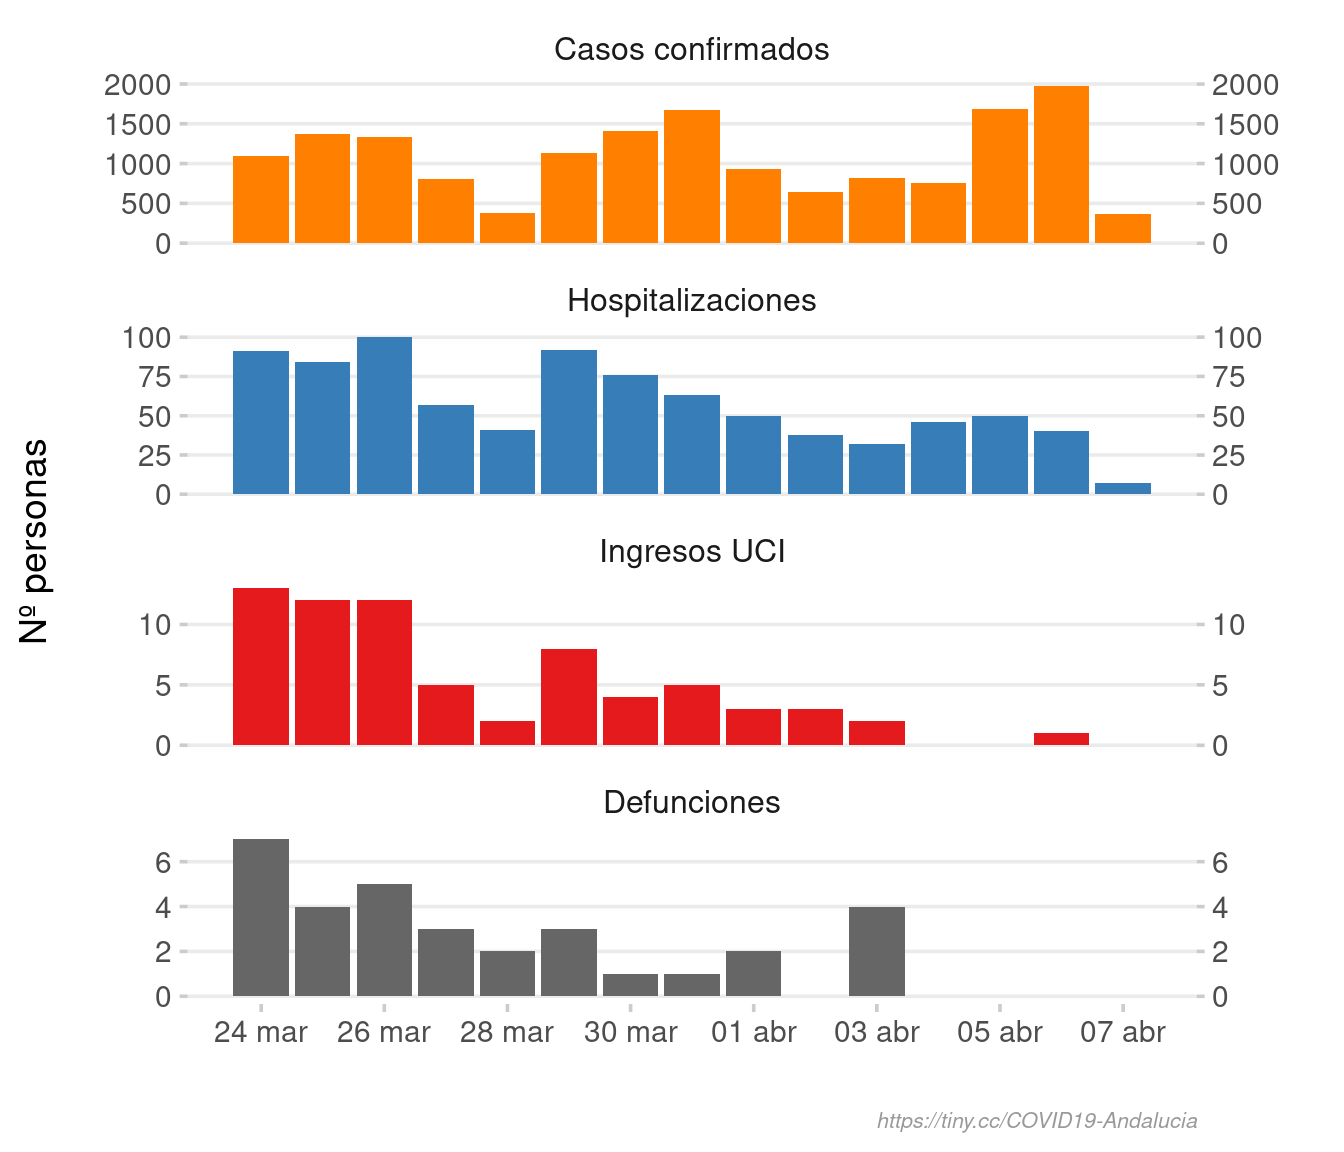 Casos confirmados
2000 2000
1500 1500
1000 1000
500 500
0 0
Hospitalizaciones
100 100
75 75
50 50
25 25
0 0
Nº personas
Ingresos UCI
10 10
5 5
0 0
Defunciones
6 6
4 4
2 2
0 0
24 mar 26 mar 28 mar 30 mar 01 abr 03 abr 05 abr 07 abr
https://tiny.cc/COVID19-Andalucia